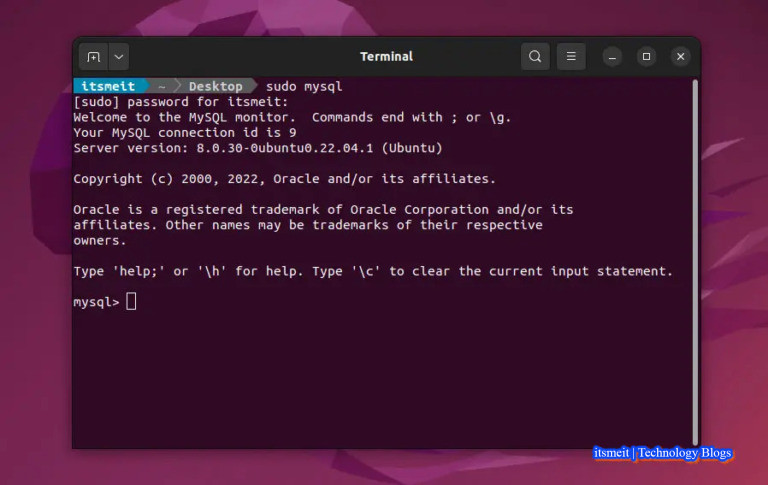 Terminal
itsmeit ~ Desktop sudo mysql
[sudo] password for itsmeit:
Welcome to the MySQL monitor.  Commands end with ; or \g.
Your MySQL connection id is 9
Server version: 8.0.30-0ubuntu0.22.04.1 (Ubuntu)
Copyright (c) 2000, 2022, Oracle and/or its affiliates.
Oracle is a registered trademark of Oracle Corporation and/or its
affiliates. Other names may be trademarks of their respective
owners.
Type 'help;' or '\h' for help. Type '\c' to clear the current input statement.
mysql>
itsmeit | Technology Blogs